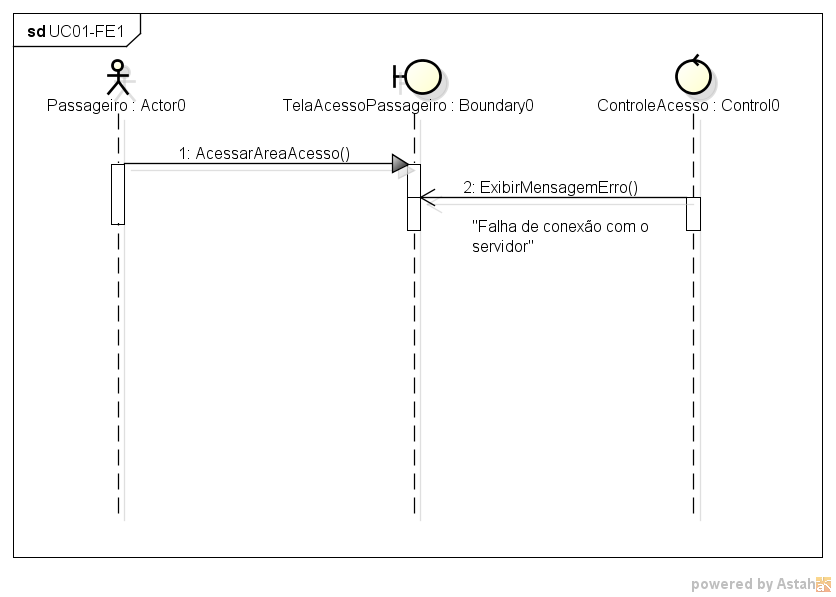 sd UC01-FE1
Passageiro : Actor0
TelaAcessoPassageiro : Boundary0
ControleAcesso : Control0
1: AcessarAreaAcesso()
2: ExibirMensagemErro()
"Falha de conexão com o
servidor"
powered by Astah